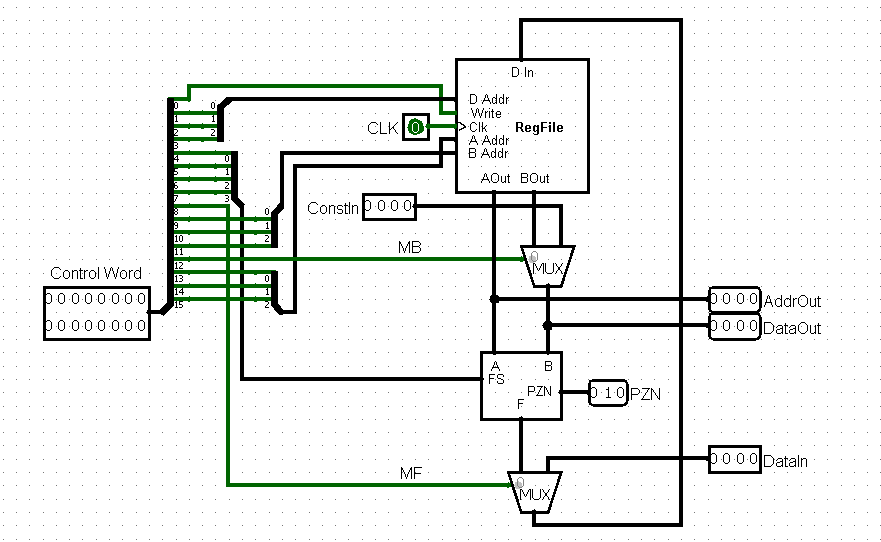 D In
D Addr
Write
Clk
A Addr
B Addr
RegFile
AOut BOut
CLK 0
0
1
2
3
4
5
6
7
8
9
10
11
12
13
14
15
0
1
2
0
1
2
3
0
1
2
0
1
2
ConstIn 0 0 0 0
MB
0
MUX
Control Word
0 0 0 0 0 0 0 0
0 0 0 0 0 0 0 0
0 0 0 0 AddrOut
0 0 0 0 DataOut
A B
FS
PZN
F
0 1 0 PZN
MF
0
MUX
0 0 0 0 DataIn